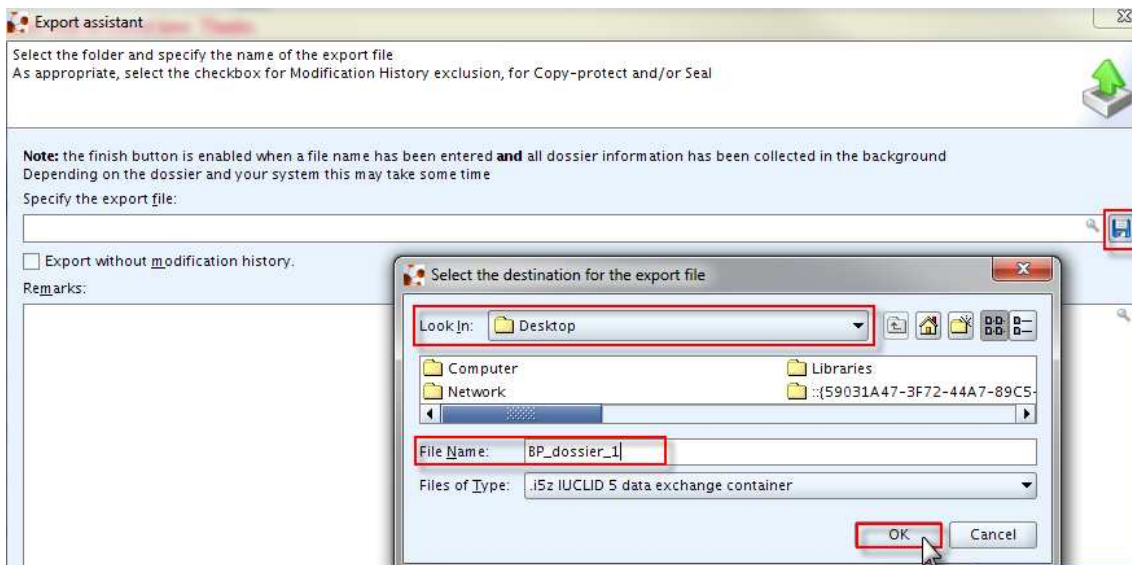 Export assistant
Select the folder and specify the name of the export file
As appropriate, select the checkbox for Modification History exclusion, for Copy-protect and/or Seal
Note: the finish button is enabled when a file name has been entered and all dossier information has been collected in the background
Depending on the dossier and your system this may take some time
Specify the export file:
Export without modification history.
Remarks:
Select the destination for the export file
Look In: Desktop
Computer Libraries
Network ::{59031A47-3F72-44A7-89C5-
File Name: BP_dossier_1
Files of Type: .i5z IUCLID 5 data exchange container
OK Cancel